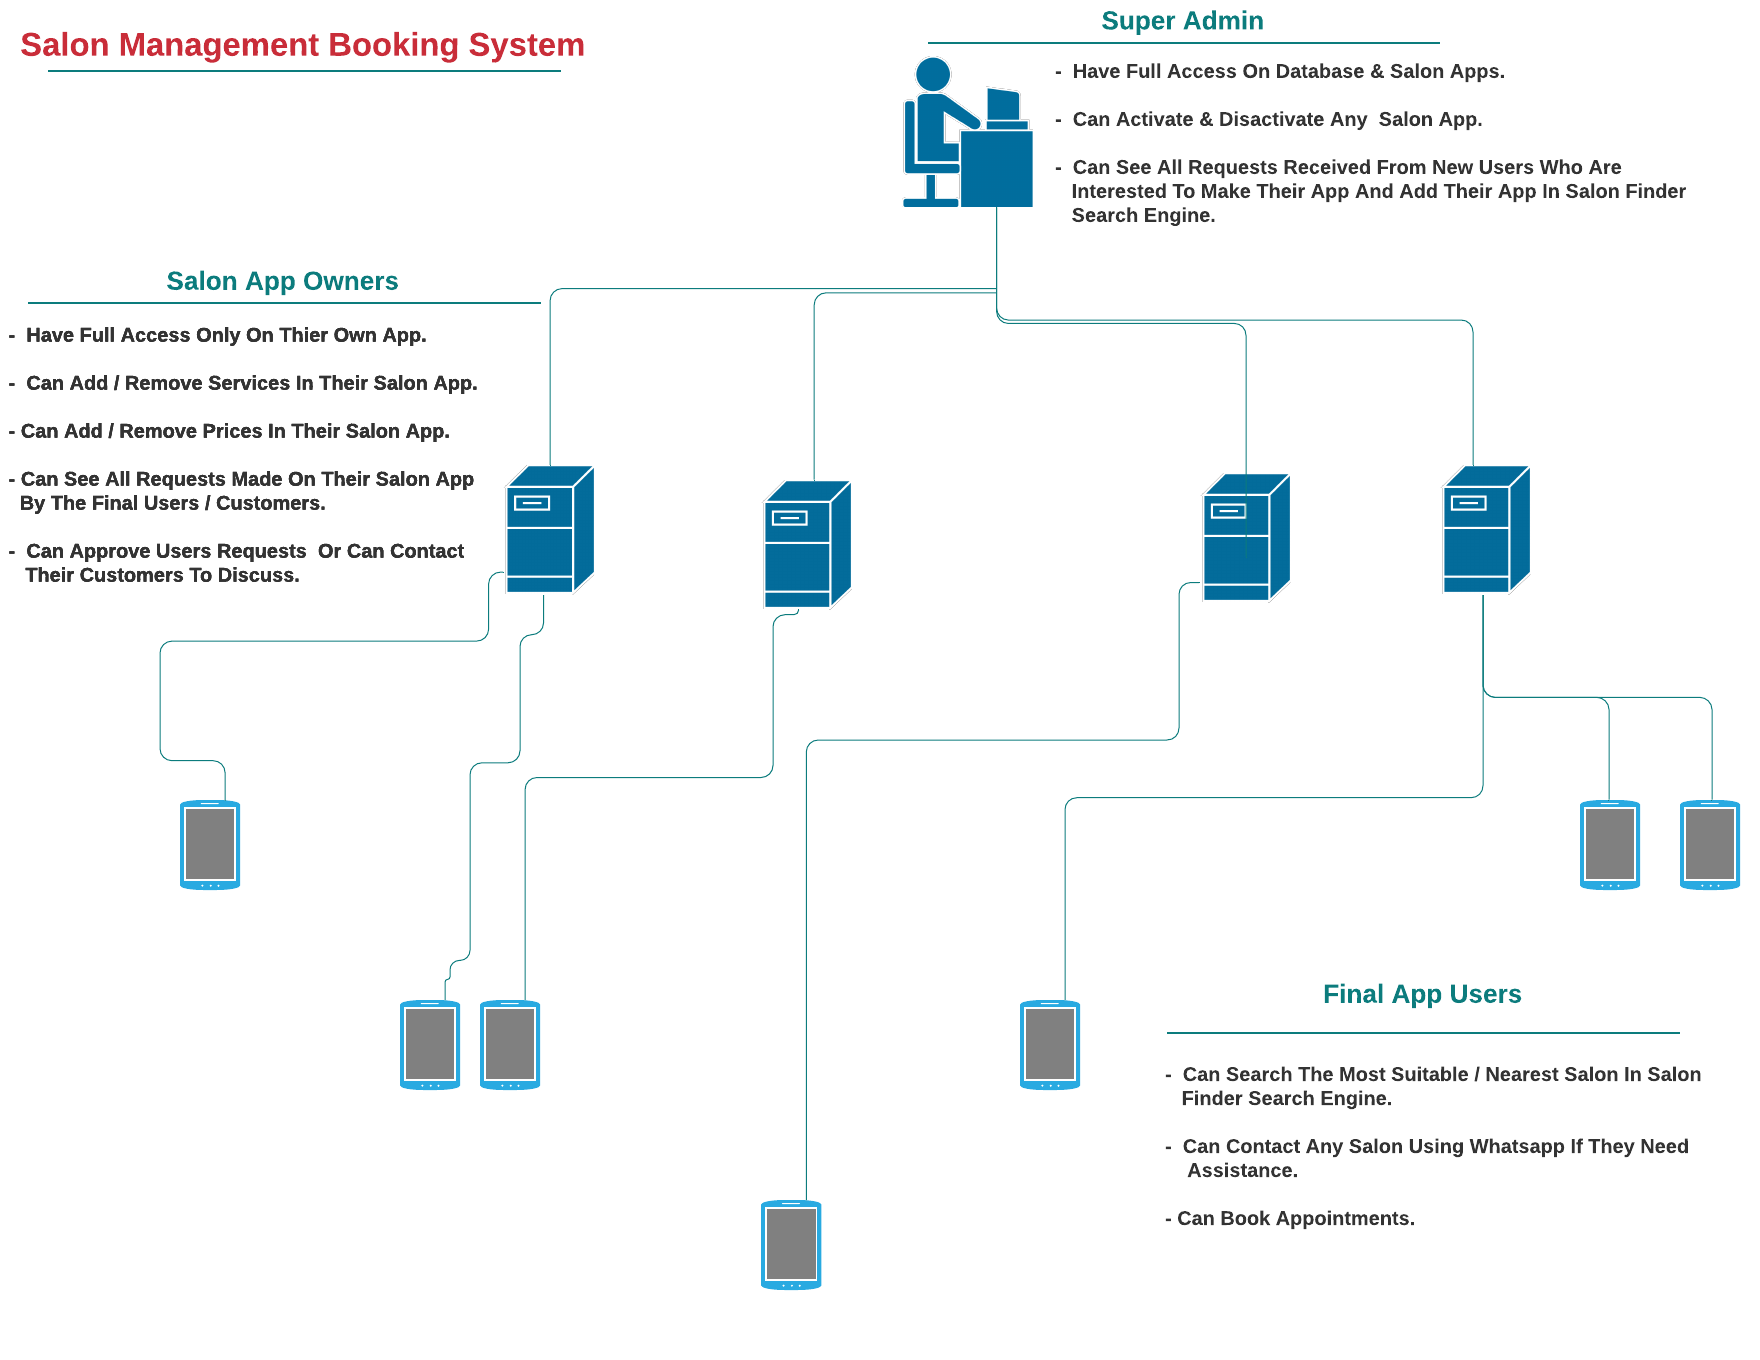 Salon Management Booking System
Super Admin
- Have Full Access On Database & Salon Apps.
- Can Activate & Disactivate Any Salon App.
- Can See All Requests Received From New Users Who Are
Interested To Make Their App And Add Their App In Salon Finder
Search Engine.
Salon App Owners
- Have Full Access Only On Thier Own App.
- Can Add / Remove Services In Their Salon App.
- Can Add / Remove Prices In Their Salon App.
- Can See All Requests Made On Their Salon App
By The Final Users / Customers.
- Can Approve Users Requests Or Can Contact
Their Customers To Discuss.
Final App Users
- Can Search The Most Suitable / Nearest Salon In Salon
Finder Search Engine.
- Can Contact Any Salon Using Whatsapp If They Need
Assistance.
- Can Book Appointments.